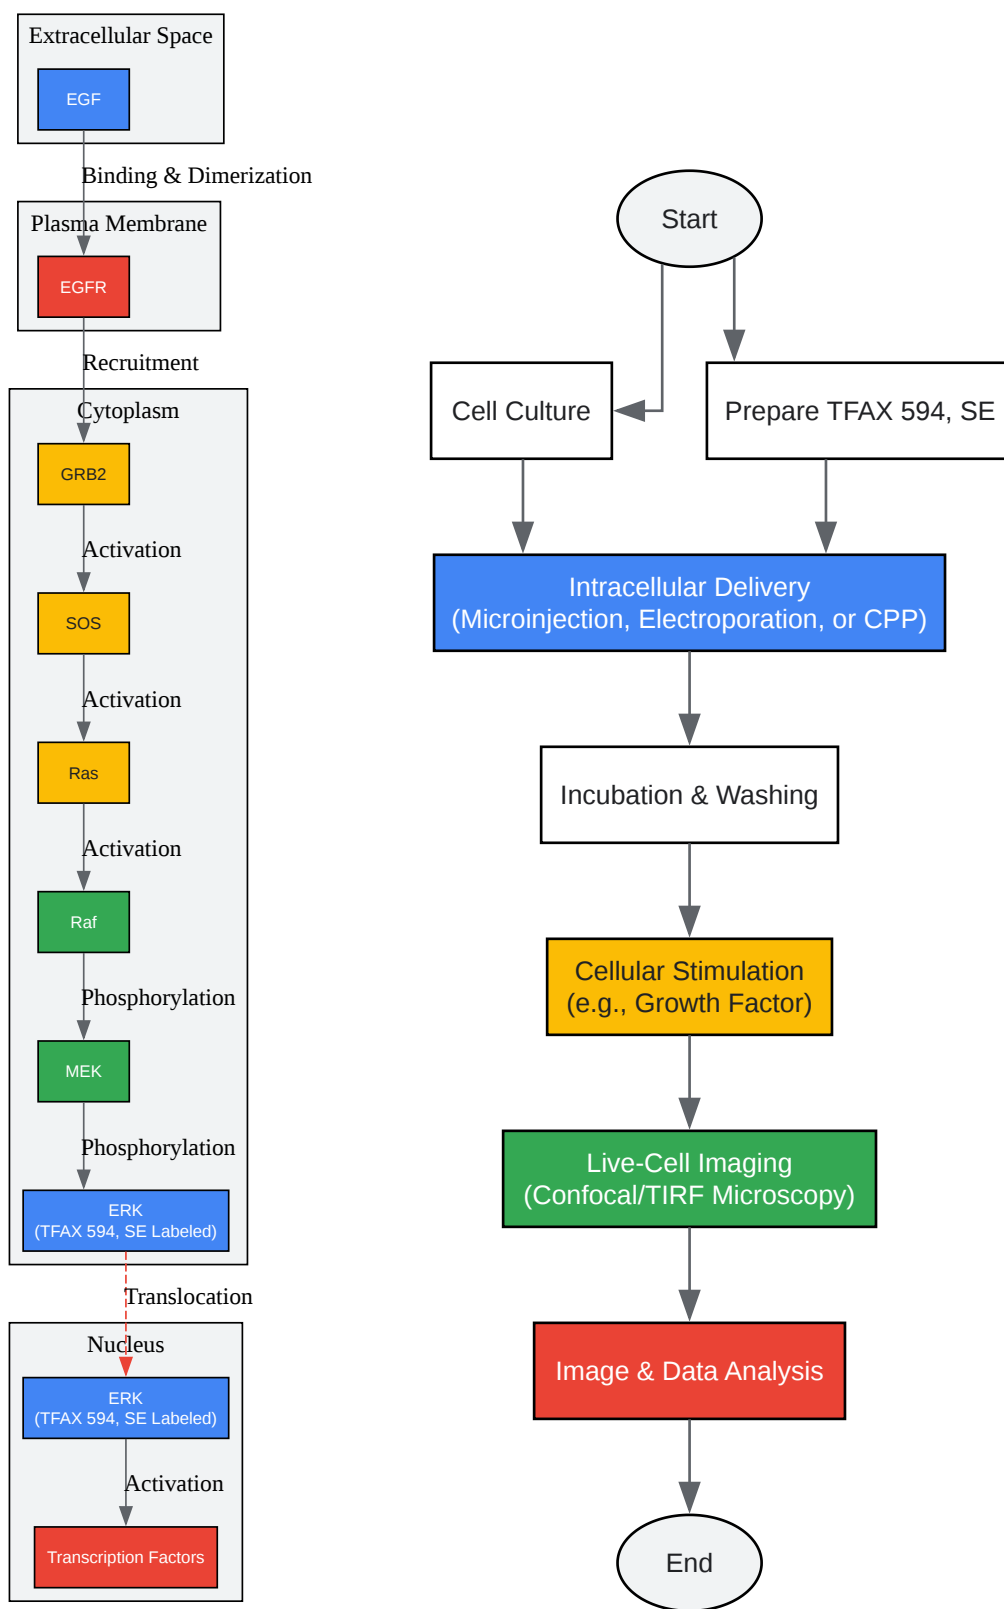 Extracellular Space
EGF
Binding & Dimerization
Plasma Membrane
EGFR
Recruitment
Cytoplasm
GRB2
Activation
SOS
Activation
Ras
Activation
Raf
Phosphorylation
MEK
Phosphorylation
ERK
(TFAX 594, SE Labeled)
Translocation
Nucleus
ERK
(TFAX 594, SE Labeled)
Activation
Transcription Factors
Start
Cell Culture
Prepare TFAX 594, SE
Intracellular Delivery
(Microinjection, Electroporation, or CPP)
Incubation & Washing
Cellular Stimulation
(e.g., Growth Factor)
Live-Cell Imaging
(Confocal/TIRF Microscopy)
Image & Data Analysis
End